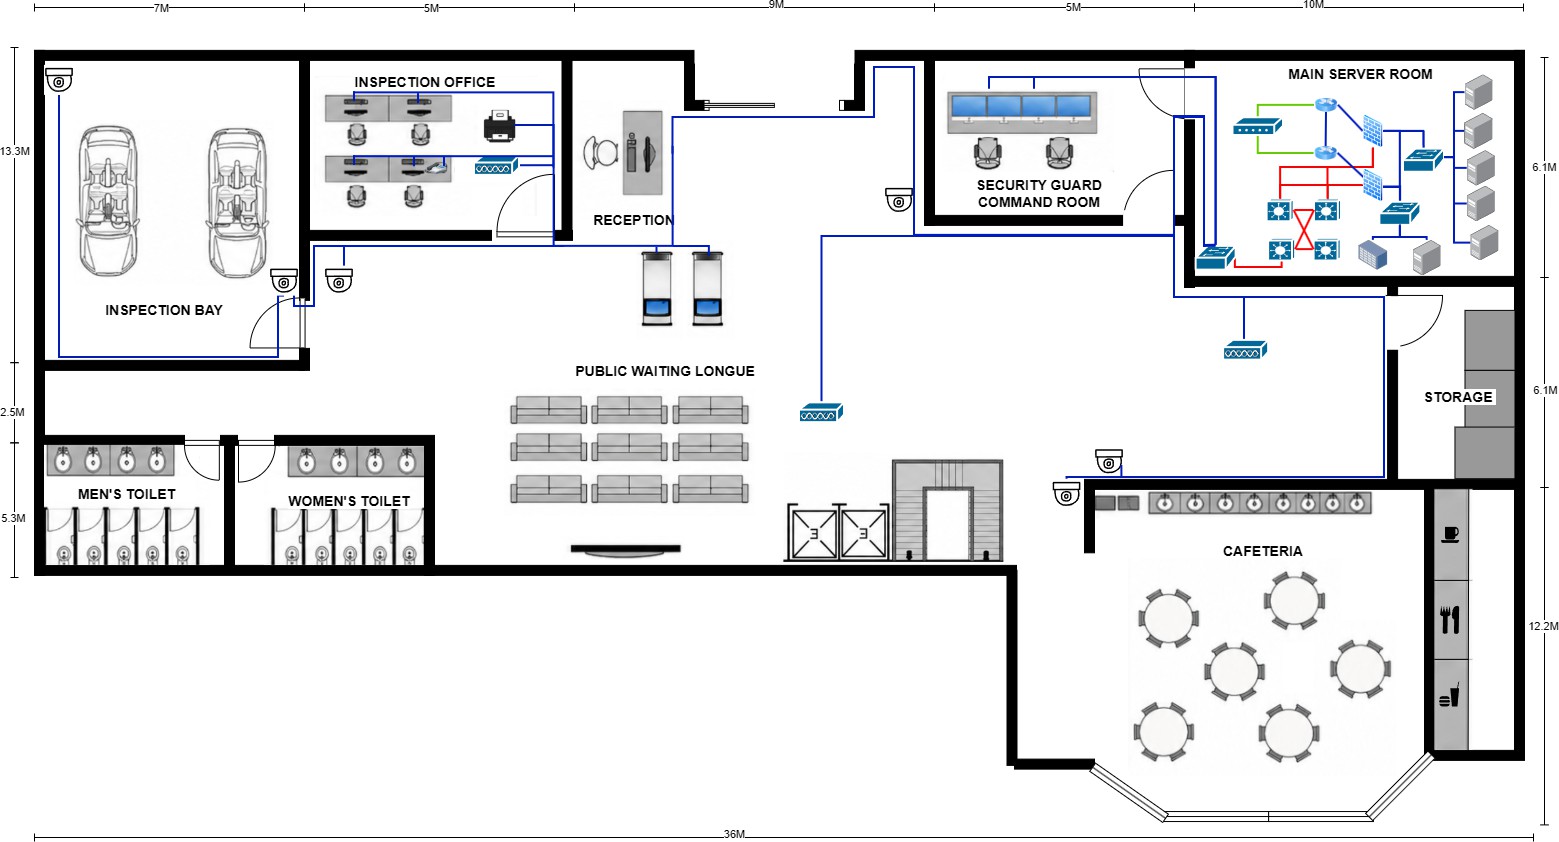 7M
5M
9M
5M
10M
INSPECTION OFFICE
MAIN SERVER ROOM
13.3M
6.1M
SECURITY GUARD
COMMAND ROOM
RECEPTION
INSPECTION BAY
PUBLIC WAITING LONGUE
6.1M
STORAGE
2.5M
MEN'S TOILET
WOMEN'S TOILET
5.3M
E
E
CAFETERIA
12.2M
36M